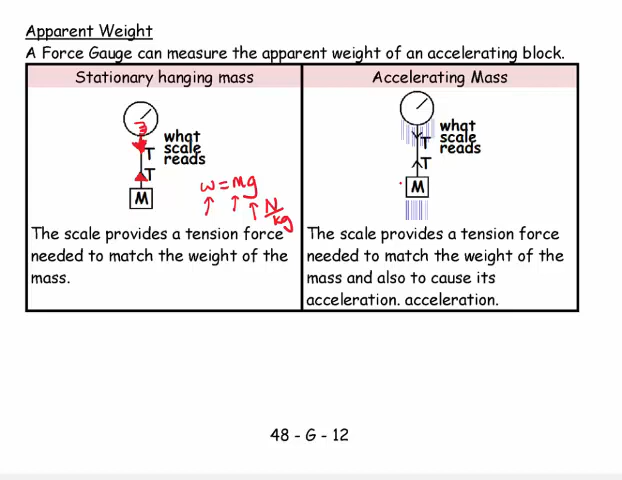 Apparent Weight
A Force Gauge can measure the apparent weight of an accelerating block.
Stationary hanging mass
Accelerating Mass
what
scale
reads
T
T
M
w = mg
N/kg
The scale provides a tension force
needed to match the weight of the
mass.
what
scale
reads
T
T
M
The scale provides a tension force
needed to match the weight of the
mass and also to cause its
acceleration. acceleration.
48 - G - 12